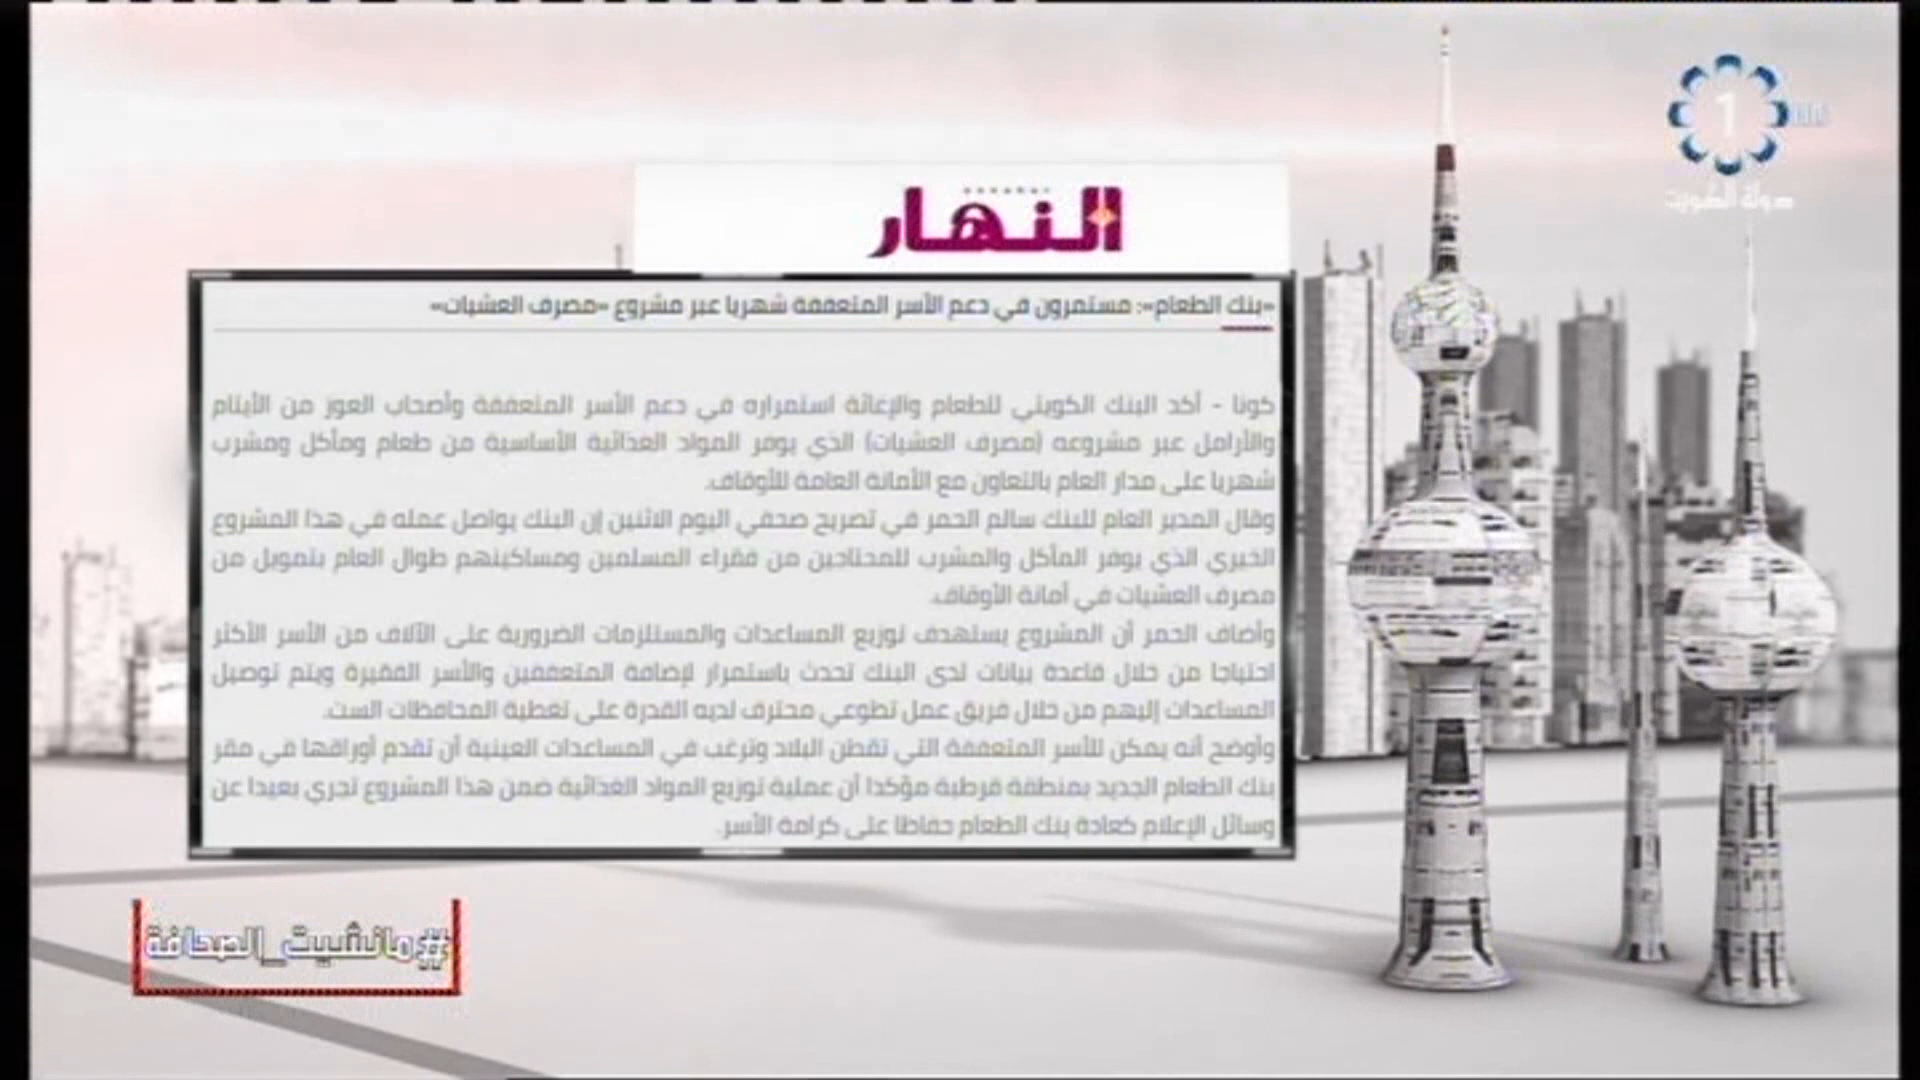 دولة الكويت
1
النهار
«بنك الطعام»: مستمرون في دعم الأسر المتعففة شهريا عبر مشروع «مصرف العشيات»
كونا - أكد البنك الكويتي للطعام والإغاثة استمراره في دعم الأسر المتعففة وأصحاب العوز من الأيتام
والأرامل عبر مشروعه (مصرف العشيات) الذي يوفر المواد الغذائية الأساسية من طعام ومأكل ومشرب
شهريا على مدار العام بالتعاون مع الأمانة العامة للأوقاف.
وقال المدير العام للبنك سالم الحمر في تصريح صحفي اليوم الاثنين إن البنك يواصل عمله في هذا المشروع
الخيري الذي يوفر المأكل والمشرب للمحتاجين من فقراء المسلمين ومساكينهم طوال العام بتمويل من
مصرف العشيات في أمانة الأوقاف.
وأضاف الحمر أن المشروع يستهدف توزيع المساعدات والمستلزمات الضرورية على الآلاف من الأسر الأكثر
احتياجا من خلال قاعدة بيانات لدى البنك تحدث باستمرار لإضافة المتعففين والأسر الفقيرة ويتم توصيل
المساعدات إليهم من خلال فريق عمل تطوعي محترف لديه القدرة على تغطية المحافظات الست.
وأوضح أنه يمكن للأسر المتعففة التي تقطن البلاد وترغب في المساعدات العينية أن تقدم أوراقها في مقر
بنك الطعام الجديد بمنطقة قرطبة مؤكدا أن عملية توزيع المواد الغذائية ضمن هذا المشروع تجري بعيدا عن
وسائل الإعلام كعادة بنك الطعام حفاظا على كرامة الأسر.
#مانشيت_الصحافة